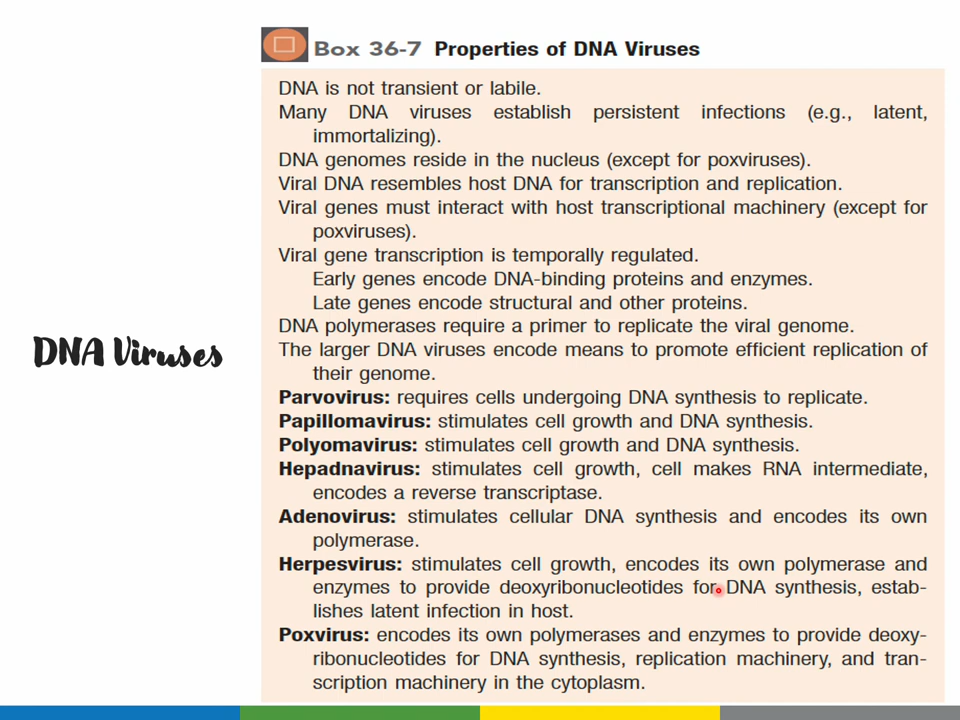 Box 36-7 Properties of DNA Viruses
DNA is not transient or labile.
Many DNA viruses establish persistent infections (e.g., latent,
immortalizing).
DNA genomes reside in the nucleus (except for poxviruses).
Viral DNA resembles host DNA for transcription and replication.
Viral genes must interact with host transcriptional machinery (except for
poxviruses).
Viral gene transcription is temporally regulated.
Early genes encode DNA-binding proteins and enzymes.
Late genes encode structural and other proteins.
DNA polymerases require a primer to replicate the viral genome.
The larger DNA viruses encode means to promote efficient replication of
their genome.
Parvovirus: requires cells undergoing DNA synthesis to replicate.
Papillomavirus: stimulates cell growth and DNA synthesis.
Polyomavirus: stimulates cell growth and DNA synthesis.
Hepadnavirus: stimulates cell growth, cell makes RNA intermediate,
encodes a reverse transcriptase.
Adenovirus: stimulates cellular DNA synthesis and encodes its own
polymerase.
Herpesvirus: stimulates cell growth, encodes its own polymerase and
enzymes to provide deoxyribonucleotides for DNA synthesis, estab-
lishes latent infection in host.
Poxvirus: encodes its own polymerases and enzymes to provide deoxy-
ribonucleotides for DNA synthesis, replication machinery, and tran-
scription machinery in the cytoplasm.
DNA Viruses